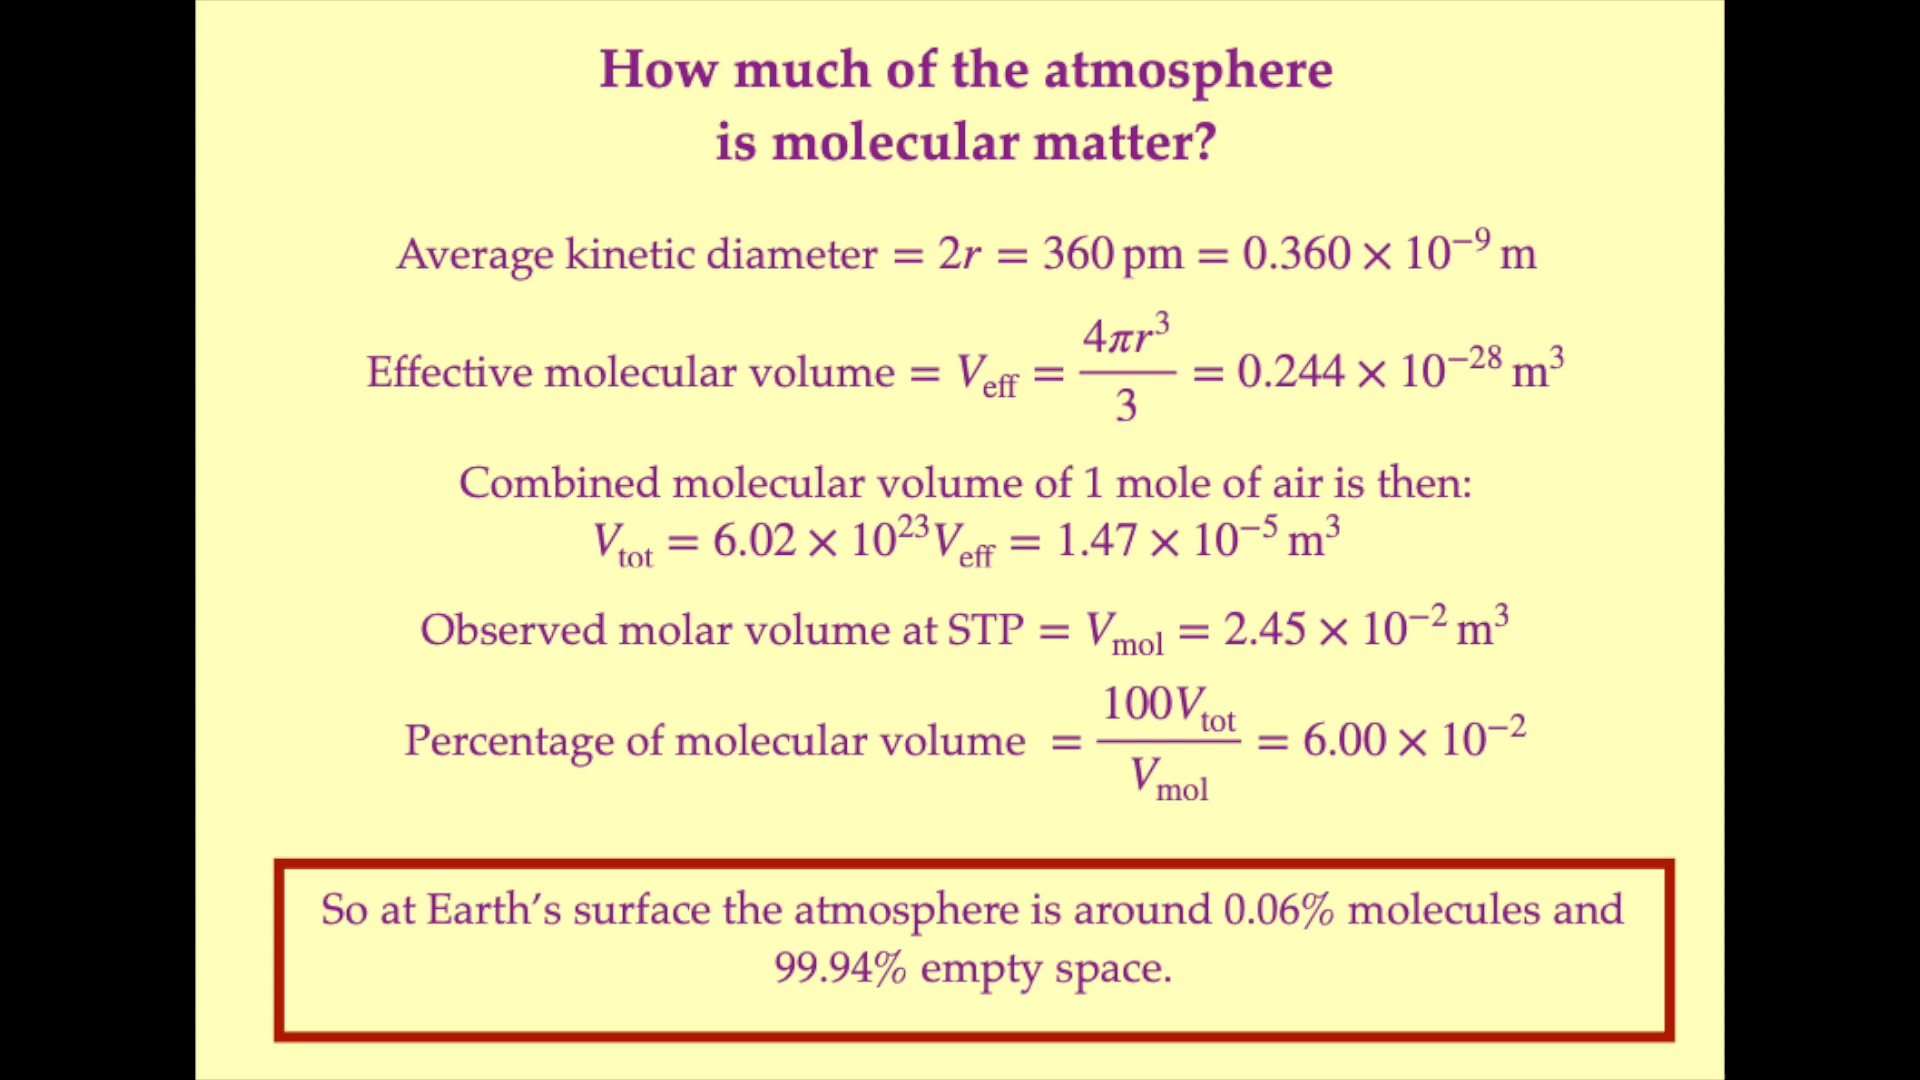 How much of the atmosphere
is molecular matter?
Average kinetic diameter = 2r = 360 pm = 0.360 × 10⁻⁹ m
Effective molecular volume = V_eff = 4πr³/3 = 0.244 × 10⁻²⁸ m³
Combined molecular volume of 1 mole of air is then:
V_tot = 6.02 × 10²³ V_eff = 1.47 × 10⁻⁵ m³
Observed molar volume at STP = V_mol = 2.45 × 10⁻² m³
Percentage of molecular volume = 100V_tot/V_mol = 6.00 × 10⁻²
So at Earth's surface the atmosphere is around 0.06% molecules and
99.94% empty space.